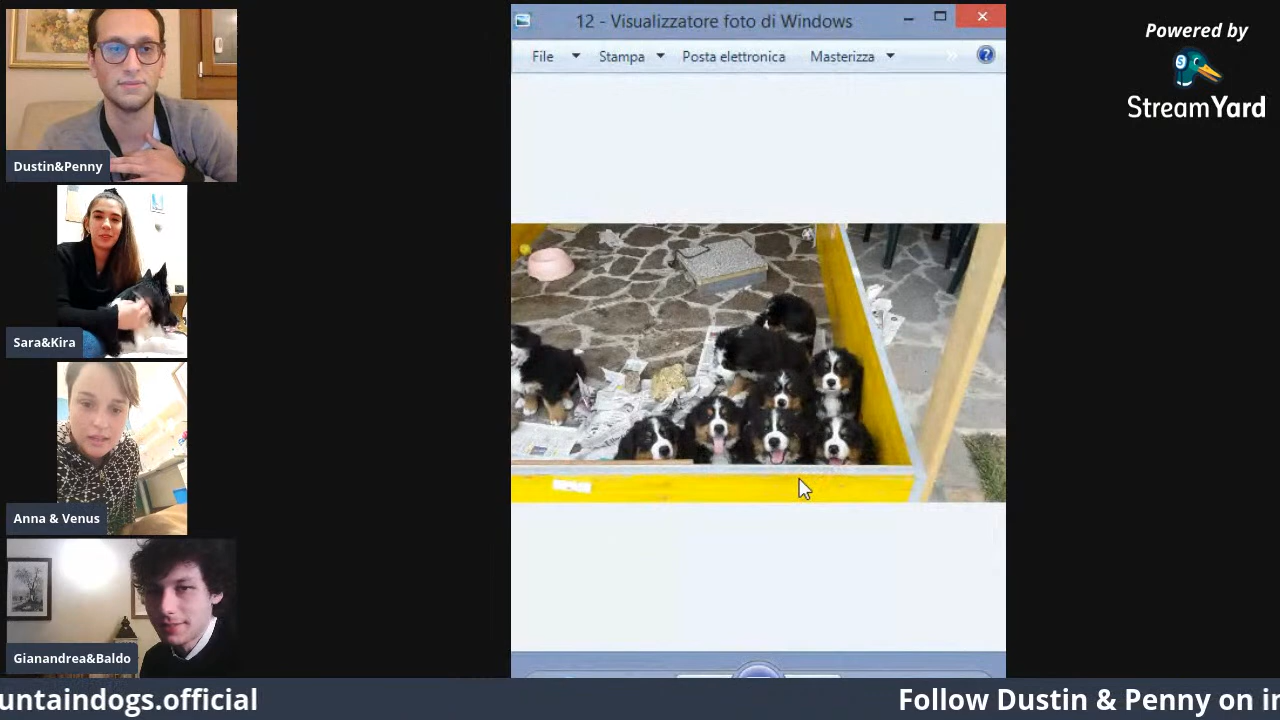 12 - Visualizzatore foto di Windows
File Stampa Posta elettronica Masterizza
Powered by
StreamYard
Dustin&Penny
Sara&Kira
Anna & Venus
Gianandrea&Baldo
untaindogs.official
Follow Dustin & Penny on in